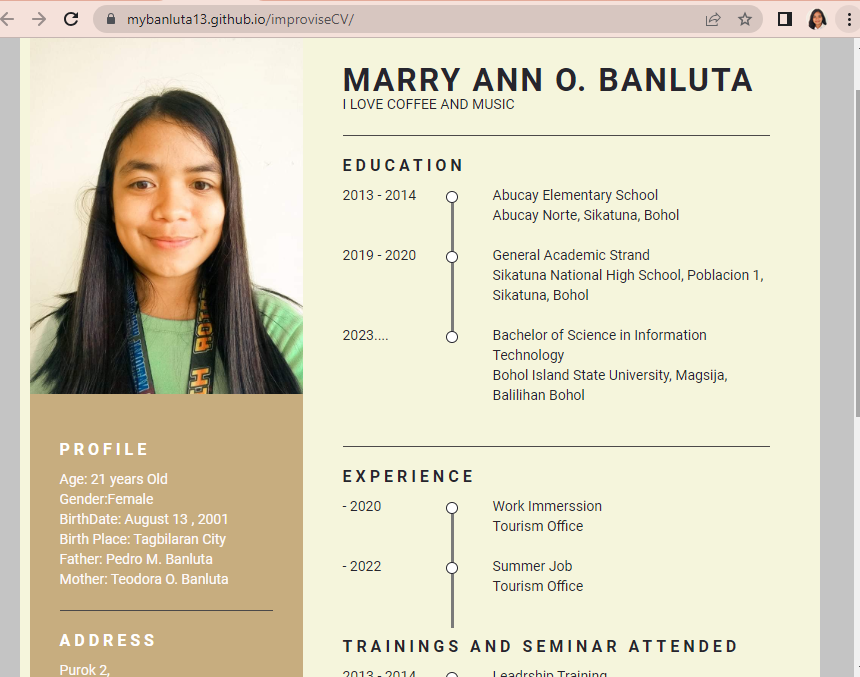 mybanluta13.github.io/improviseCV/
MARRY ANN O. BANLUTA
I LOVE COFFEE AND MUSIC
EDUCATION
2013 - 2014
Abucay Elementary School
Abucay Norte, Sikatuna, Bohol
2019 - 2020
General Academic Strand
Sikatuna National High School, Poblacion 1,
Sikatuna, Bohol
2023....
Bachelor of Science in Information
Technology
Bohol Island State University, Magsija,
Balilihan Bohol
EXPERIENCE
- 2020
Work Immerssion
Tourism Office
- 2022
Summer Job
Tourism Office
TRAININGS AND SEMINAR ATTENDED
2013 - 2014
Leadrship Training
PROFILE
Age: 21 years Old
Gender:Female
BirthDate: August 13 , 2001
Birth Place: Tagbilaran City
Father: Pedro M. Banluta
Mother: Teodora O. Banluta
ADDRESS
Purok 2,